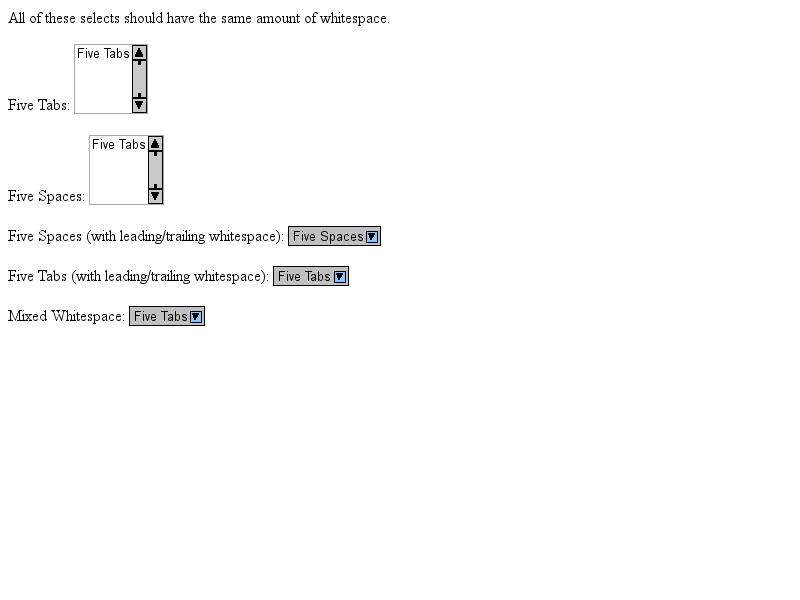 All of these selects should have the same amount of whitespace.
Five Tabs
Five Tabs:
Five Tabs
Five Spaces:
Five Spaces (with leading/trailing whitespace): Five Spaces
Five Tabs (with leading/trailing whitespace): Five Tabs
Mixed Whitespace: Five Tabs